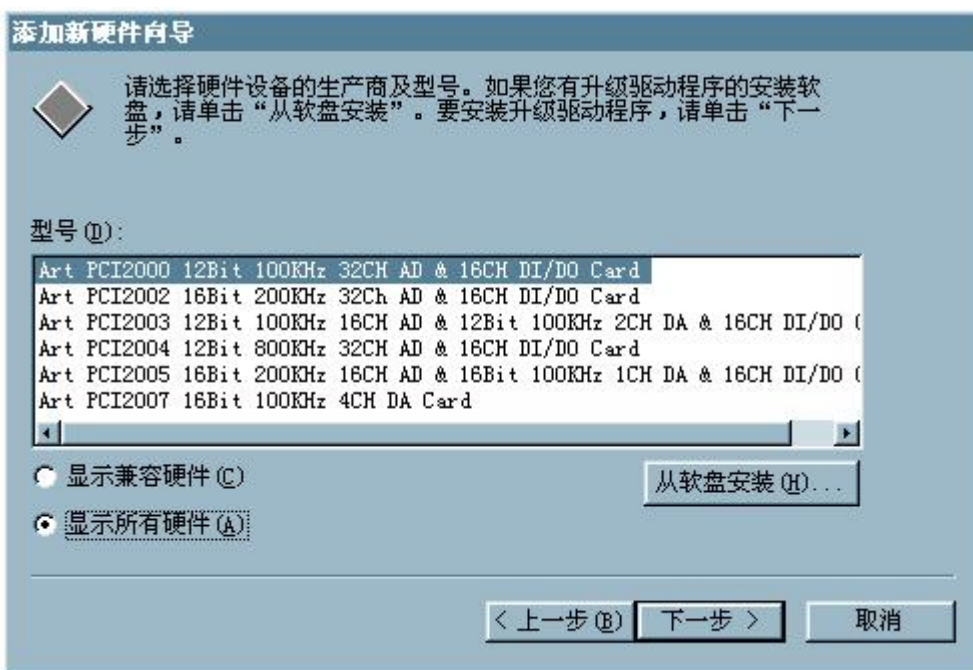 添加新硬件向导
请选择硬件设备的生产商及型号。如果您有升级驱动程序的安装软
盘，请单击“从软盘安装”。要安装升级驱动程序，请单击“下一
步”。
型号(D):
Art PCI2000 12Bit 100KHz 32CH AD & 16CH DI/DO Card
Art PCI2002 16Bit 200KHz 32Ch AD & 16CH DI/DO Card
Art PCI2003 12Bit 100KHz 16CH AD & 12Bit 100KHz 2CH DA & 16CH DI/DO
Art PCI2004 12Bit 800KHz 32CH AD & 16CH DI/DO Card
Art PCI2005 16Bit 200KHz 16CH AD & 16Bit 100KHz 1CH DA & 16CH DI/DO
Art PCI2007 16Bit 100KHz 4CH DA Card
显示兼容硬件(C)
从软盘安装(H)...
显示所有硬件(A)
< 上一步(B) 下一步 > 取消